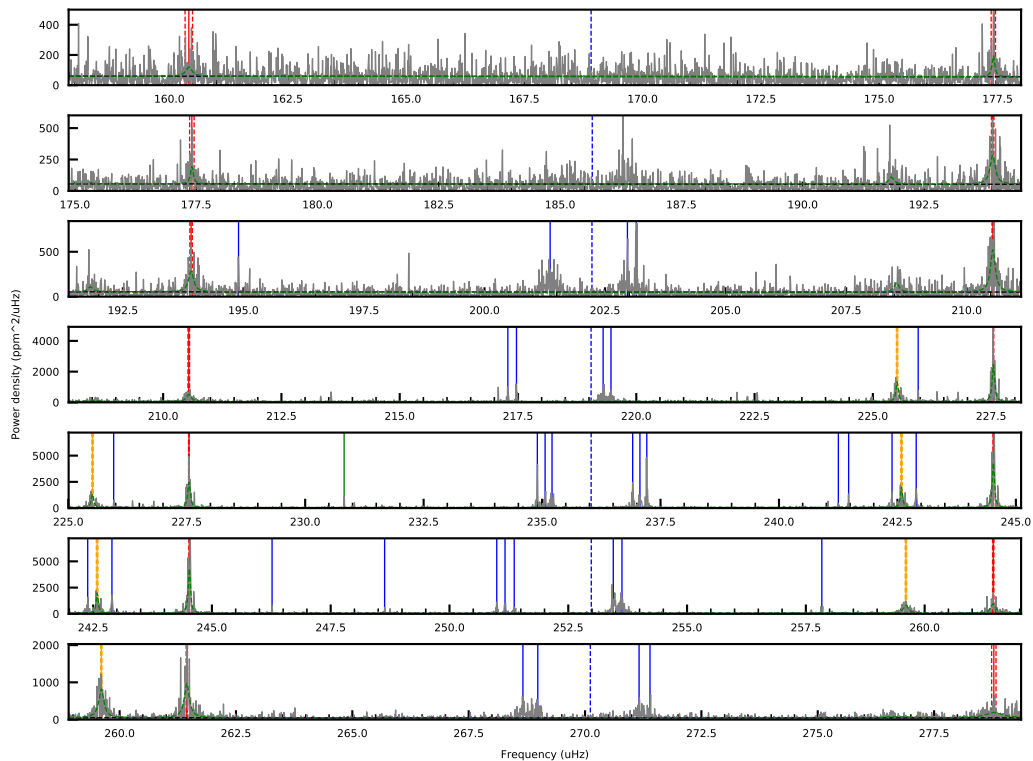 400
200
0
160.0 162.5 165.0 167.5 170.0 172.5 175.0 177.5
500
250
0
175.0 177.5 180.0 182.5 185.0 187.5 190.0 192.5
500
0
192.5 195.0 197.5 200.0 202.5 205.0 207.5 210.0
Power density (ppm^2/uHz)
4000
2000
0
210.0 212.5 215.0 217.5 220.0 222.5 225.0 227.5
5000
2500
0
225.0 227.5 230.0 232.5 235.0 237.5 240.0 242.5 245.0
5000
2500
0
242.5 245.0 247.5 250.0 252.5 255.0 257.5 260.0
2000
1000
0
260.0 262.5 265.0 267.5 270.0 272.5 275.0 277.5
Frequency (uHz)